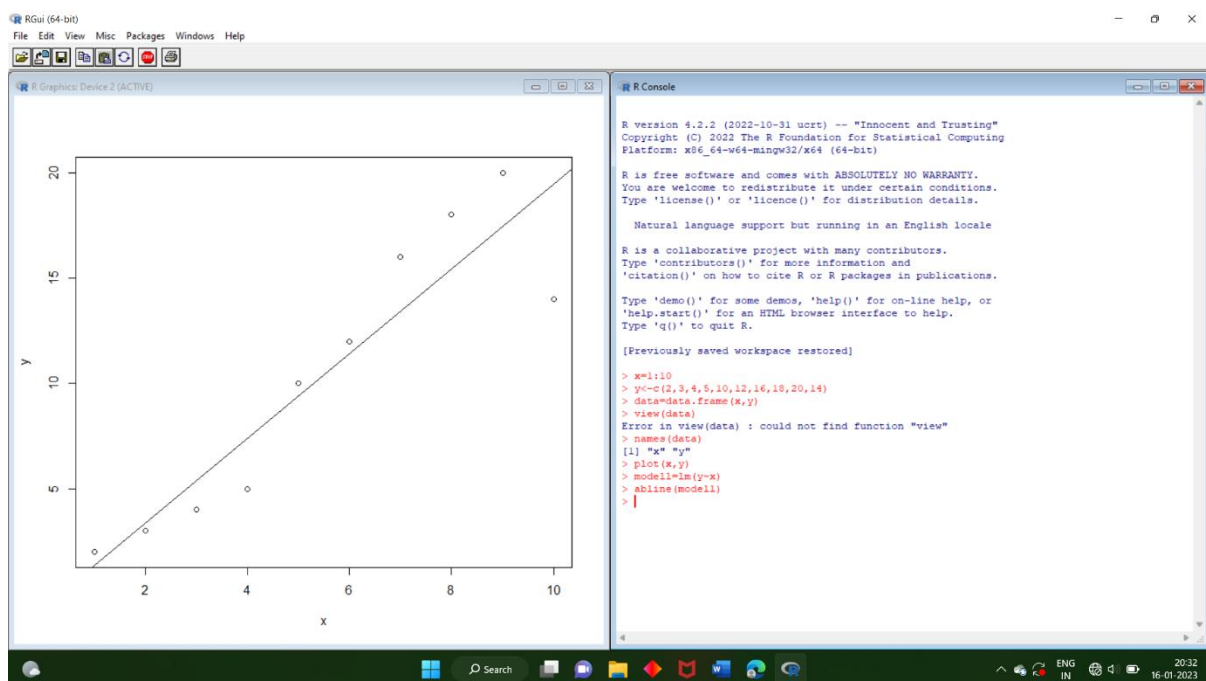 RGui (64-bit)
File Edit View Misc Packages Windows Help
STOP
R Graphics: Device 2 (ACTIVE)
20
15
10
5
y
2 4 6 8 10
x
R Console
R version 4.2.2 (2022-10-31 ucrt) -- "Innocent and Trusting"
Copyright (C) 2022 The R Foundation for Statistical Computing
Platform: x86_64-w64-mingw32/x64 (64-bit)
R is free software and comes with ABSOLUTELY NO WARRANTY.
You are welcome to redistribute it under certain conditions.
Type 'license()' or 'licence()' for distribution details.
Natural language support but running in an English locale
R is a collaborative project with many contributors.
Type 'contributors()' for more information and
'citation()' on how to cite R or R packages in publications.
Type 'demo()' for some demos, 'help()' for on-line help, or
'help.start()' for an HTML browser interface to help.
Type 'q()' to quit R.
[Previously saved workspace restored]
> x=1:10
> y<-c(2,3,4,5,10,12,16,18,20,14)
> data=data.frame(x,y)
> view(data)
Error in view(data) : could not find function "view"
> names(data)
[1] "x" "y"
> plot(x,y)
> modell=lm(y~x)
> abline(modell)
>
Search
ENG
IN
20:32
16-01-2023